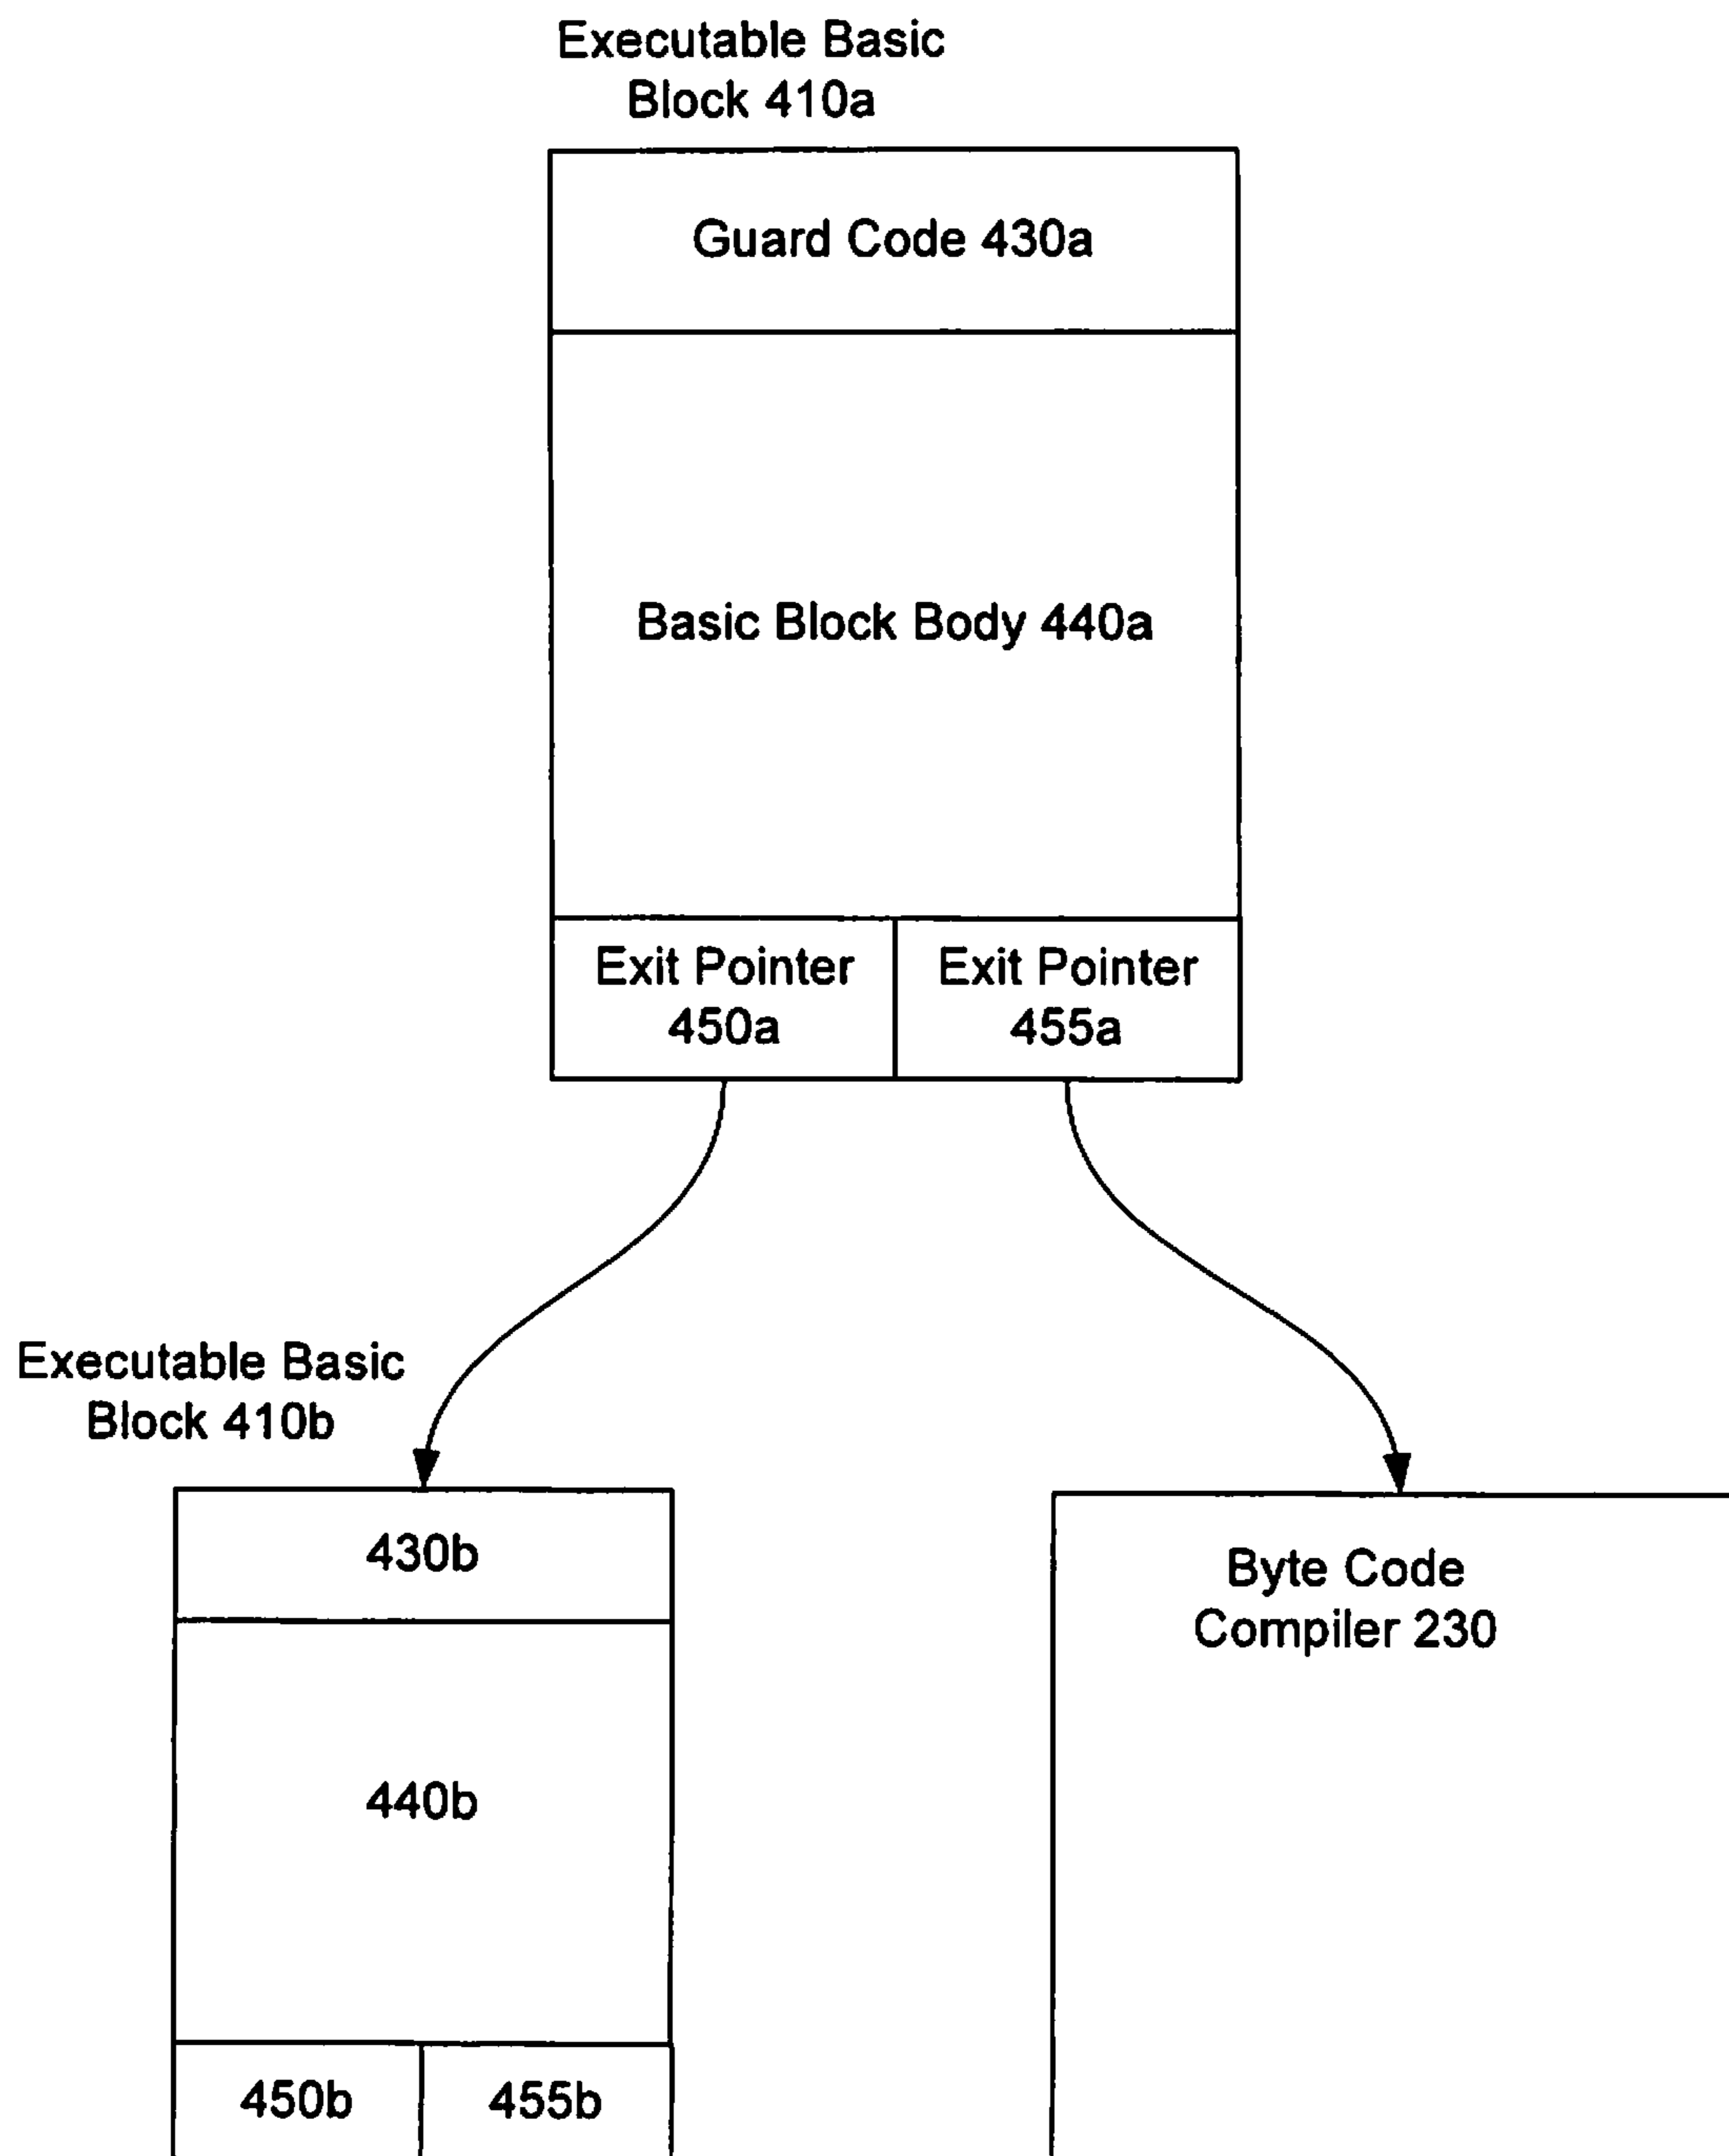 Executable Basic
Block 410a
Guard Code 430a
Basic Block Body 440a
Exit Pointer
450a
Exit Pointer
455a
Executable Basic
Block 410b
430b
440b
450b
455b
Byte Code
Compiler 230